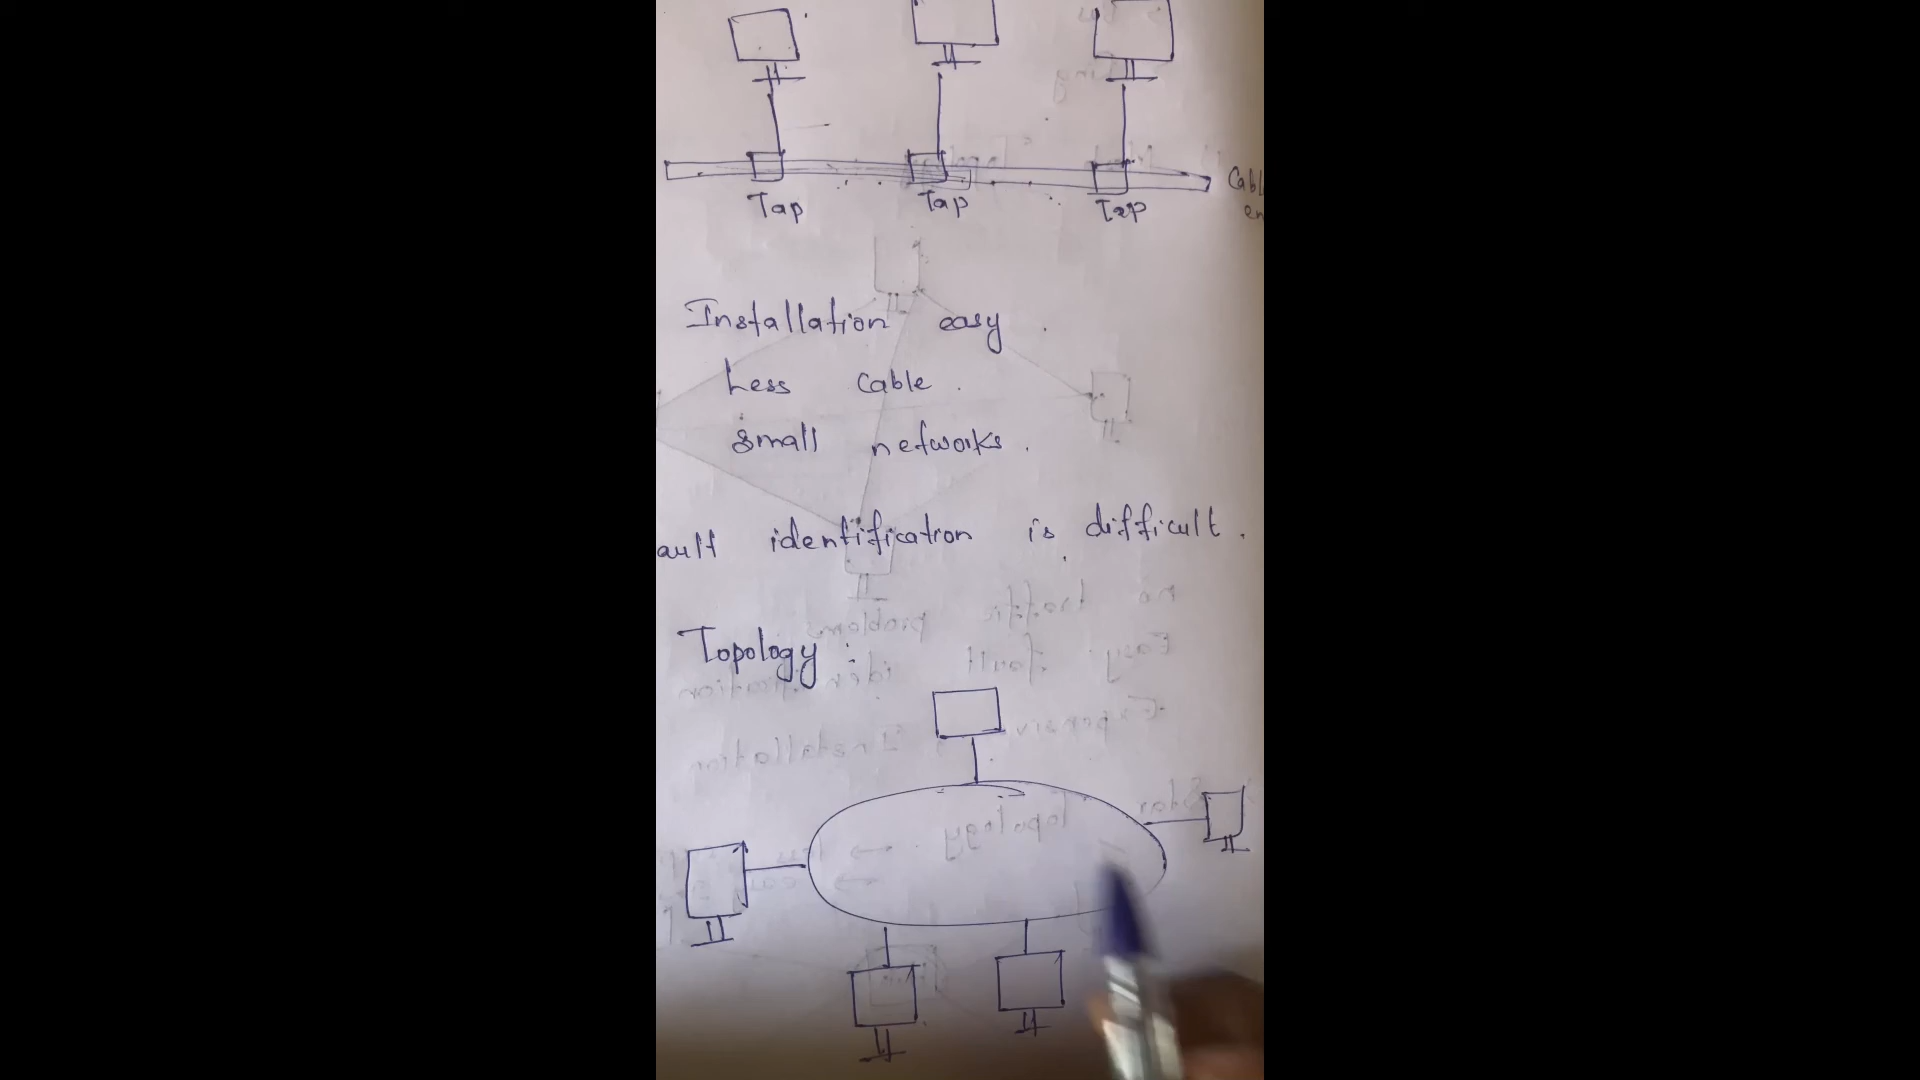 Tap Tap Tap
Installation easy .
Less Cable .
small networks .
ault identification is difficult .
Topology :